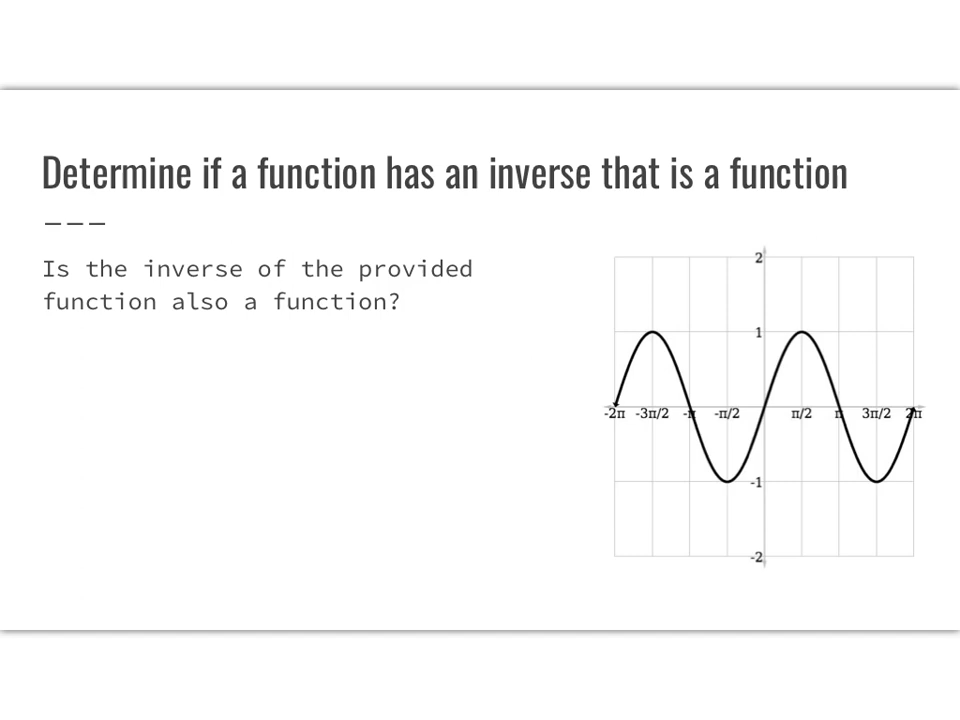 Determine if a function has an inverse that is a function
Is the inverse of the provided
function also a function?
2
1
-2π -3π/2 -π -π/2 π/2 π 3π/2 2π
-1
-2